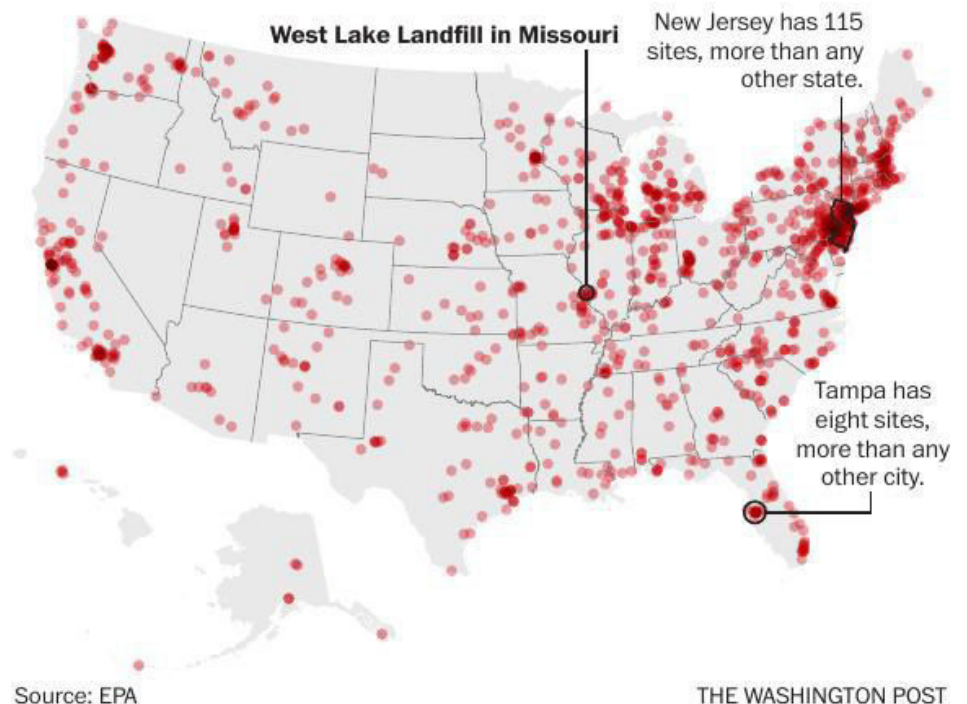 West Lake Landfill in Missouri
New Jersey has 115
sites, more than any
other state.
Tampa has
eight sites,
more than any
other city.
Source: EPA
THE WASHINGTON POST